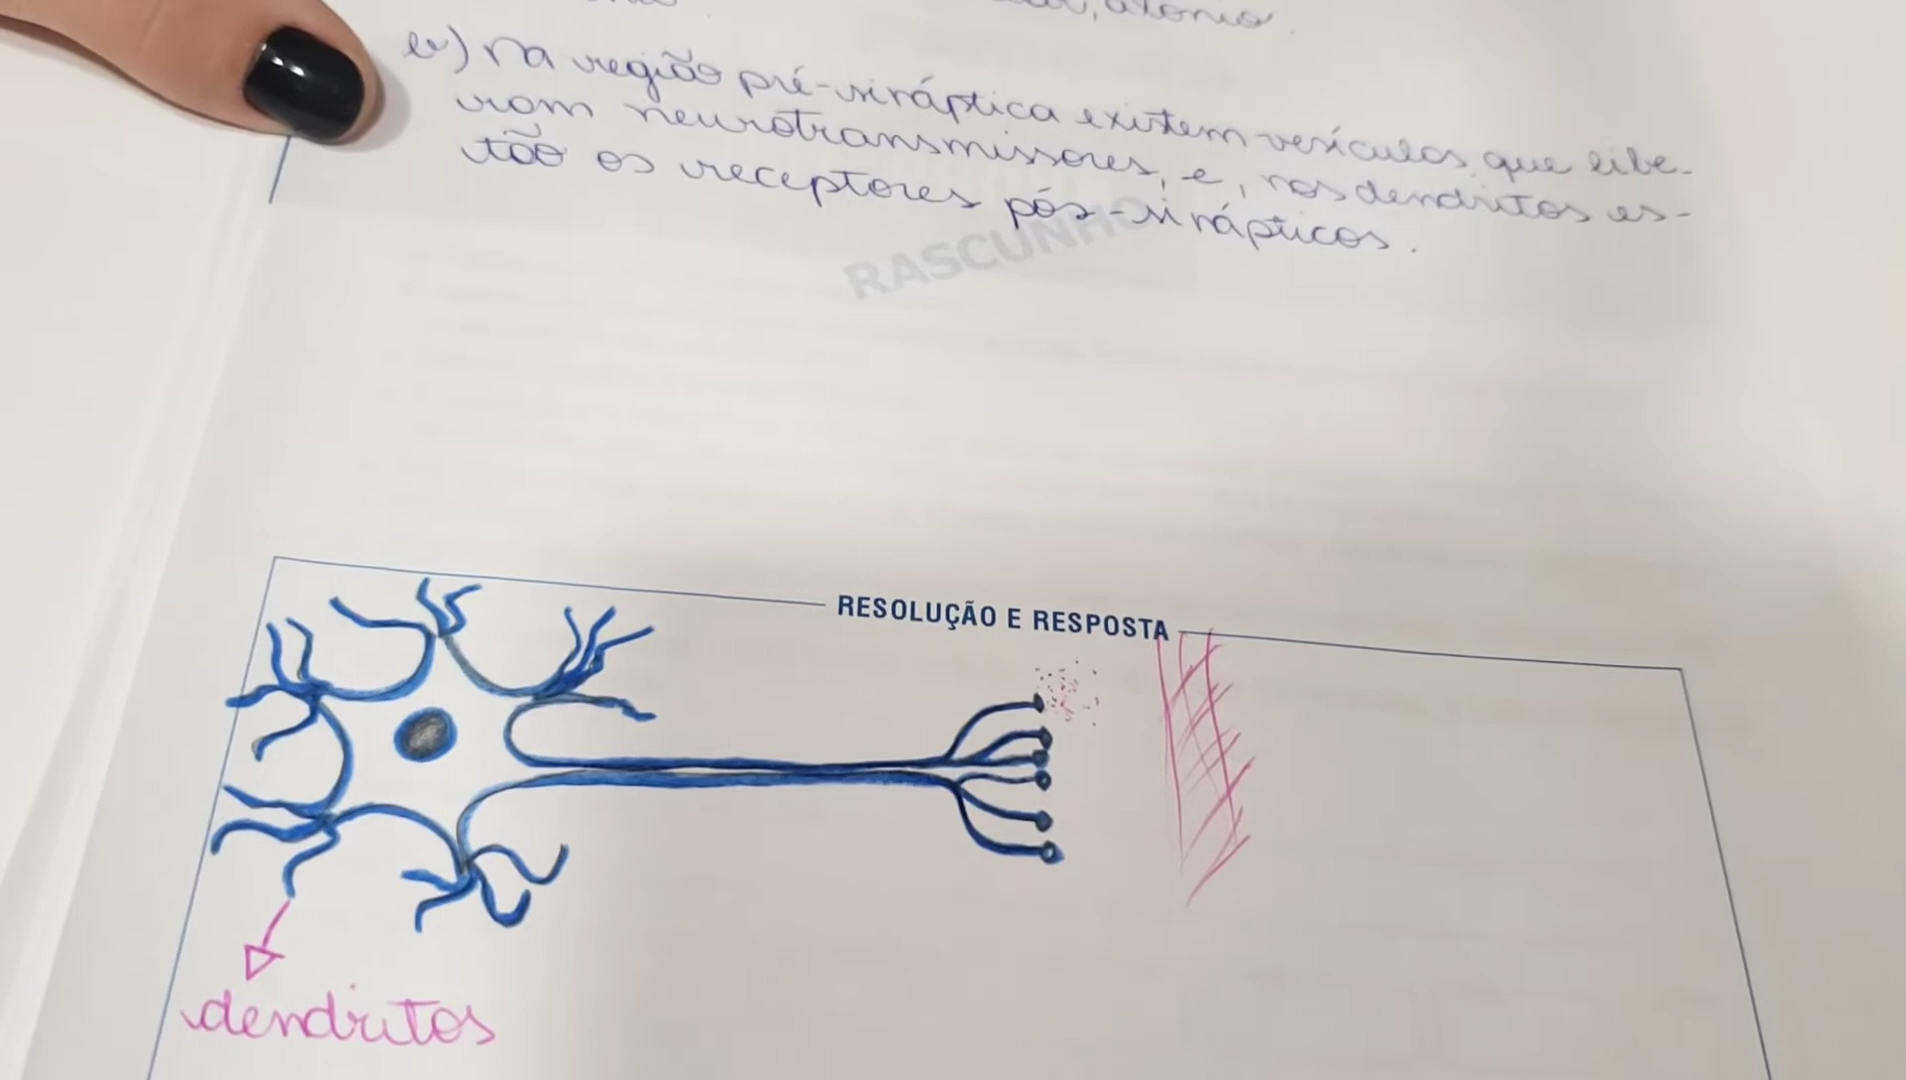 b) Na região pré-sináptica existem vesículas que libe-
ram neurotransmissores, e, nos dendritos es-
tão os receptores pós-sinápticos.
RASCUNHO
RESOLUÇÃO E RESPOSTA
dendritos